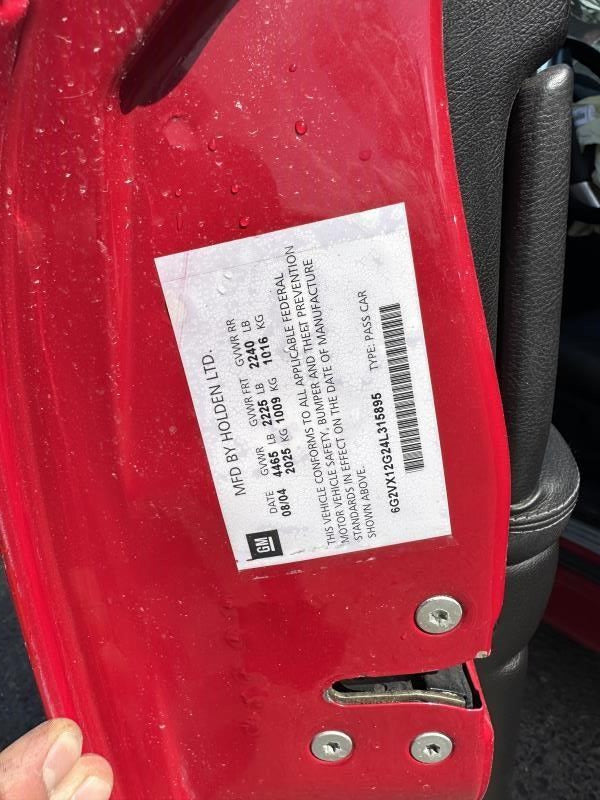 MFD BY HOLDEN LTD.
DATE GVWR GVWR FRT GVWR RR
08/04 4465 LB 2225 LB 2240 LB
2025 KG 1009 KG 1016 KG
THIS VEHICLE CONFORMS TO ALL APPLICABLE FEDERAL
MOTOR VEHICLE SAFETY, BUMPER AND THEFT PREVENTION
STANDARDS IN EFFECT ON THE DATE OF MANUFACTURE
SHOWN ABOVE.
6G2VX12G24L315895 TYPE: PASS CAR
GM